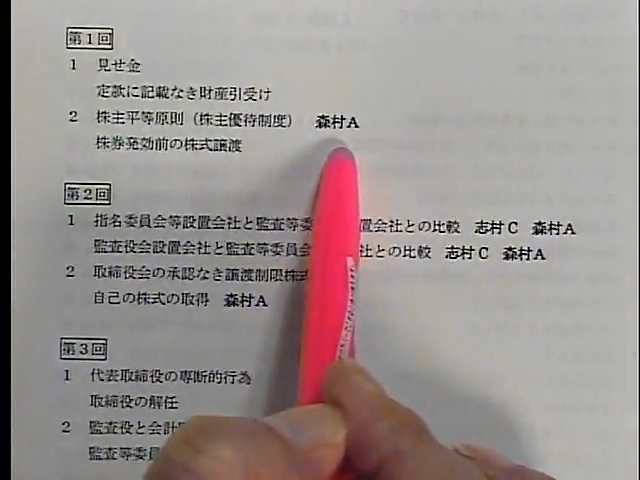 第1回
1 見せ金
定款に記載なき財産引受け
2 株主平等原則(株主優待制度) 森村A
株券発効前の株式譲渡
第2回
1 指名委員会等設置会社と監査等委 置会社との比較 志村C 森村A
監査役会設置会社と監査等委員会 社との比較 志村C 森村A
2 取締役会の承認なき譲渡制限株式
自己の株式の取得 森村A
第3回
1 代表取締役の専断的行為
取締役の解任
2 監査役と会計
監査等委員